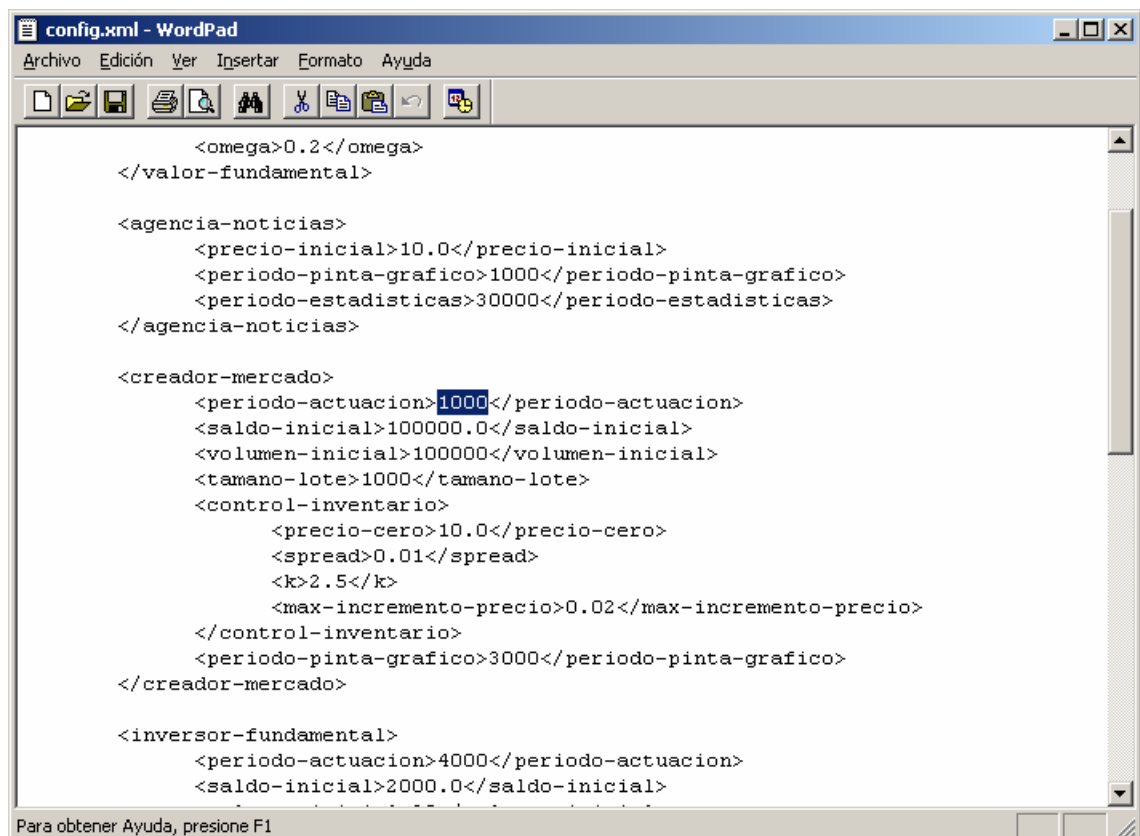 config.xml - WordPad
Archivo Edición Ver Insertar Formato Ayuda
<omega>0.2</omega>
</valor-fundamental>
<agencia-noticias>
<precio-inicial>10.0</precio-inicial>
<periodo-pinta-grafico>1000</periodo-pinta-grafico>
<periodo-estadisticas>30000</periodo-estadisticas>
</agencia-noticias>
<creador-mercado>
<periodo-actuacion>1000</periodo-actuacion>
<saldo-inicial>100000.0</saldo-inicial>
<volumen-inicial>100000</volumen-inicial>
<tamano-lote>1000</tamano-lote>
<control-inventario>
<precio-cero>10.0</precio-cero>
<spread>0.01</spread>
<k>2.5</k>
<max-incremento-precio>0.02</max-incremento-precio>
</control-inventario>
<periodo-pinta-grafico>3000</periodo-pinta-grafico>
</creador-mercado>
<inversor-fundamental>
<periodo-actuacion>4000</periodo-actuacion>
<saldo-inicial>2000.0</saldo-inicial>
Para obtener Ayuda, presione F1